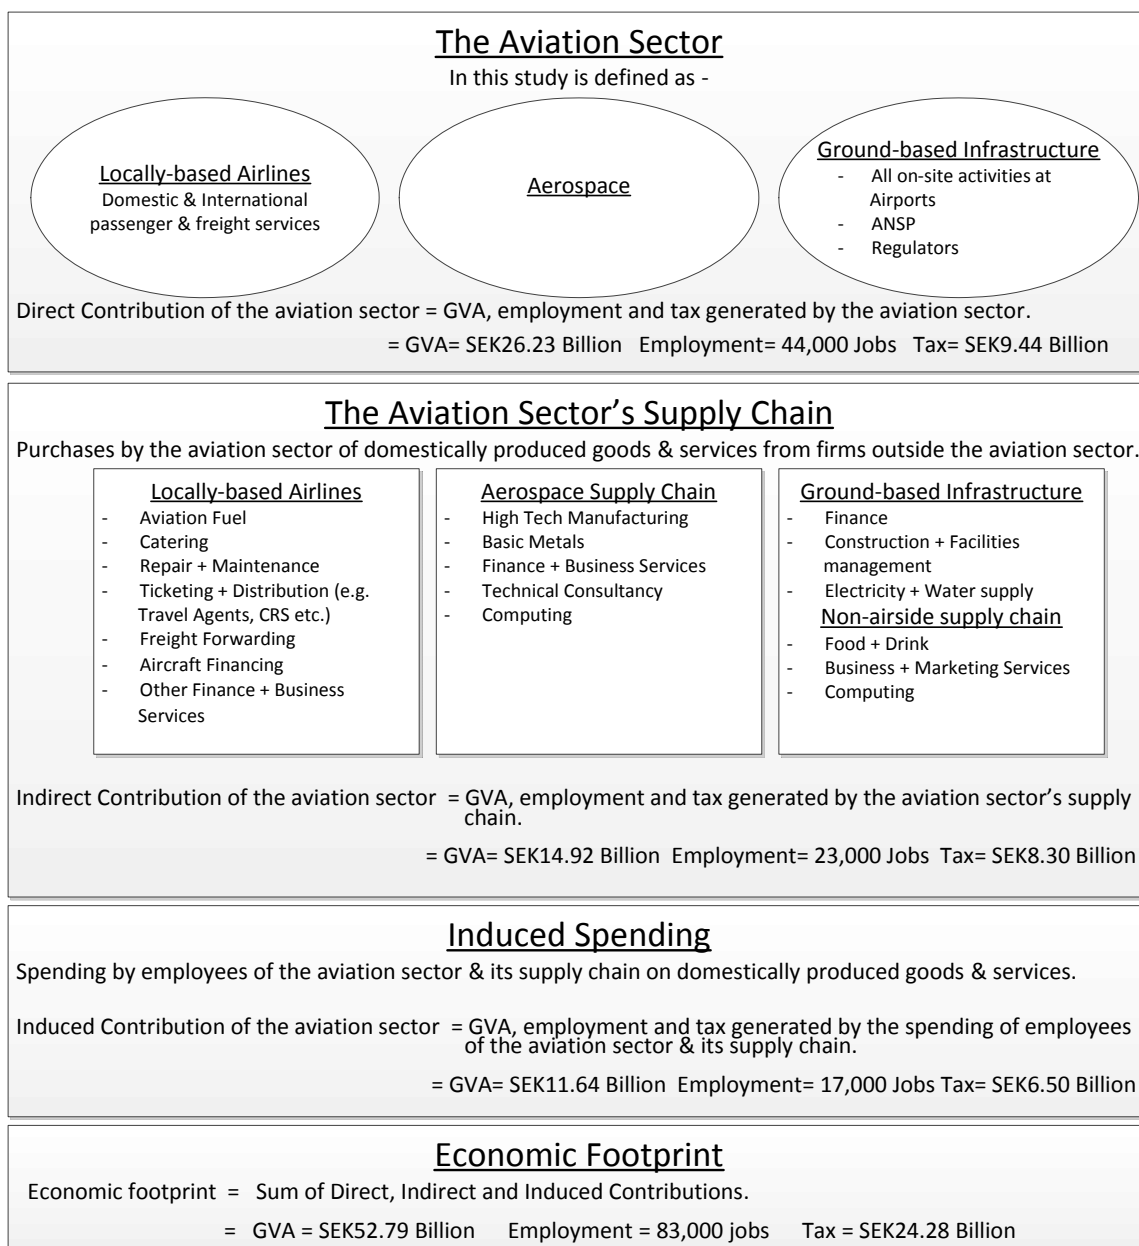 The Aviation Sector
In this study is defined as -
Locally-based Airlines
Domestic & International
passenger & freight services
Aerospace
Ground-based Infrastructure
- All on-site activities at
Airports
- ANSP
- Regulators
Direct Contribution of the aviation sector = GVA, employment and tax generated by the aviation sector.
= GVA= SEK26.23 Billion Employment= 44,000 Jobs Tax= SEK9.44 Billion
The Aviation Sector's Supply Chain
Purchases by the aviation sector of domestically produced goods & services from firms outside the aviation sector.
Locally-based Airlines
- Aviation Fuel
- Catering
- Repair + Maintenance
- Ticketing + Distribution (e.g.
Travel Agents, CRS etc.)
- Freight Forwarding
- Aircraft Financing
- Other Finance + Business
Services
Aerospace Supply Chain
- High Tech Manufacturing
- Basic Metals
- Finance + Business Services
- Technical Consultancy
- Computing
Ground-based Infrastructure
- Finance
- Construction + Facilities
management
- Electricity + Water supply
Non-airside supply chain
- Food + Drink
- Business + Marketing Services
- Computing
Indirect Contribution of the aviation sector = GVA, employment and tax generated by the aviation sector's supply
chain.
= GVA= SEK14.92 Billion Employment= 23,000 Jobs Tax= SEK8.30 Billion
Induced Spending
Spending by employees of the aviation sector & its supply chain on domestically produced goods & services.
Induced Contribution of the aviation sector = GVA, employment and tax generated by the spending of employees
of the aviation sector & its supply chain.
= GVA= SEK11.64 Billion Employment= 17,000 Jobs Tax= SEK6.50 Billion
Economic Footprint
Economic footprint = Sum of Direct, Indirect and Induced Contributions.
= GVA = SEK52.79 Billion Employment = 83,000 jobs Tax = SEK24.28 Billion